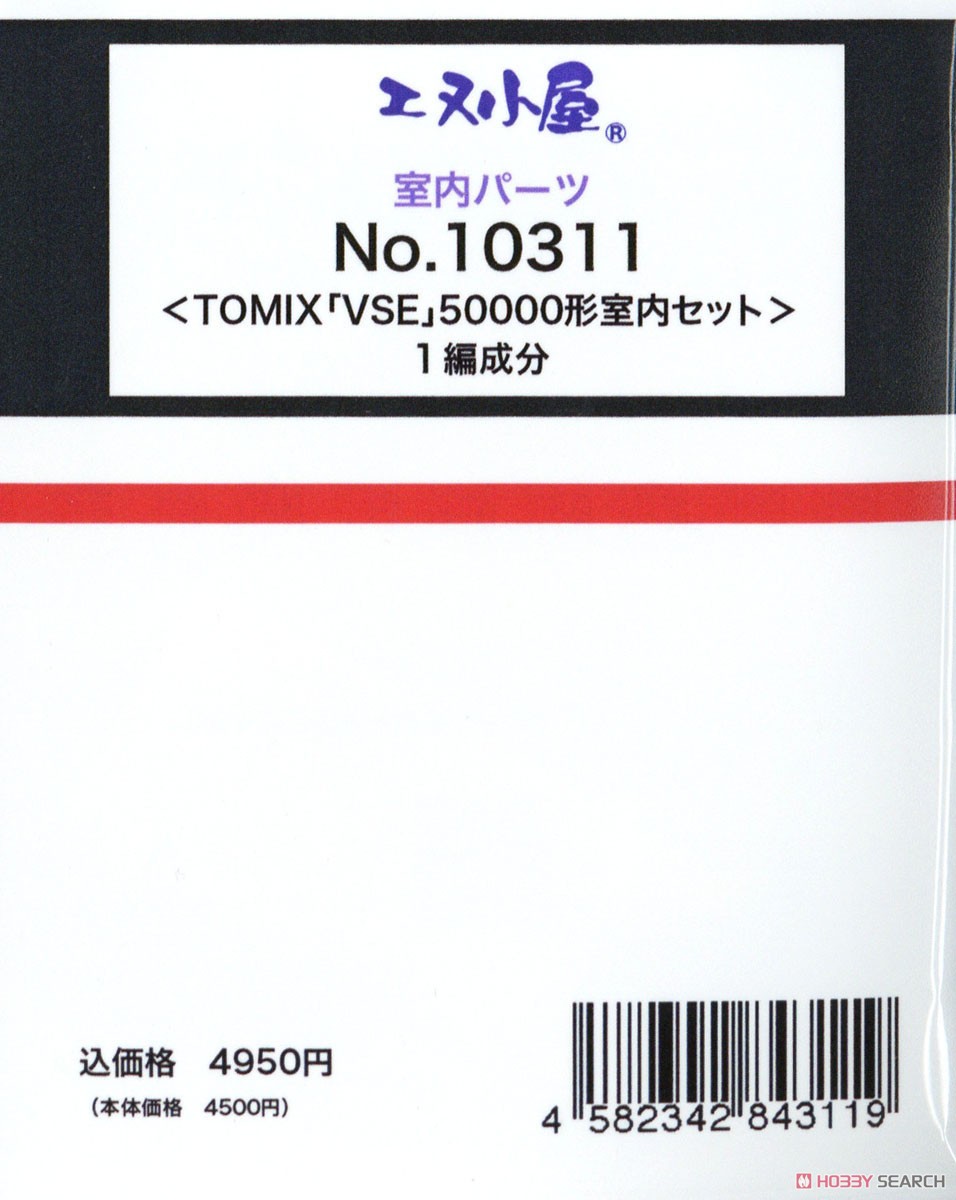 エヌ小屋®
室内パーツ
No.10311
<TOMIX「VSE」50000形室内セット>
1編成分
込価格　4950円
(本体価格　4500円)
4 582342 843119
HOBBY SEARCH